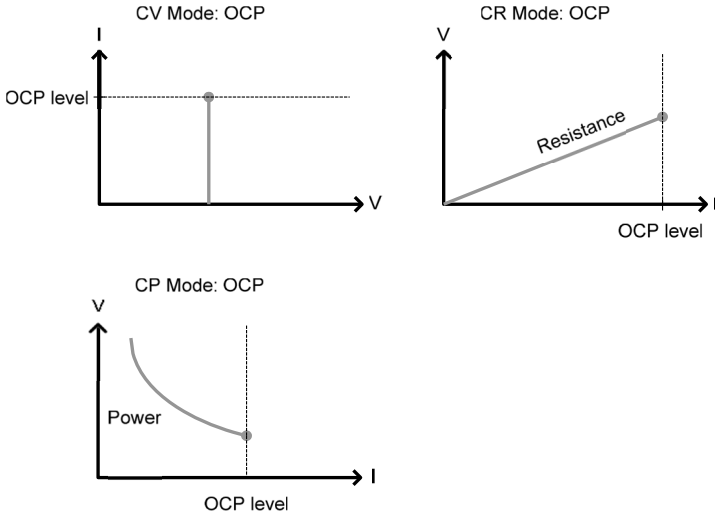 CV Mode: OCP
I
OCP level
V
CR Mode: OCP
V
Resistance
I
OCP level
CP Mode: OCP
V
Power
I
OCP level